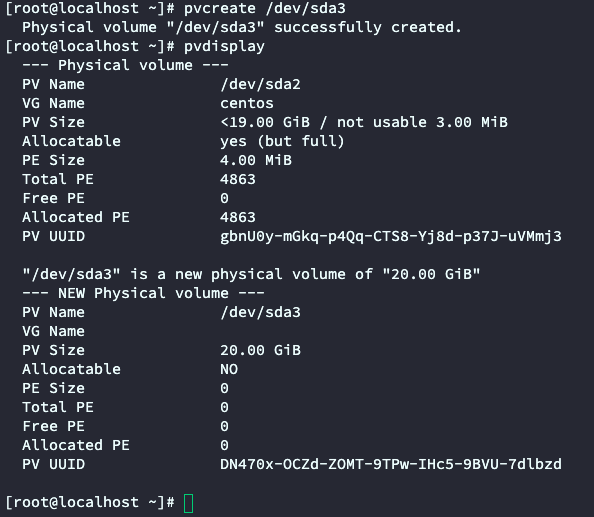 [root@localhost ~]# pvcreate /dev/sda3
  Physical volume "/dev/sda3" successfully created.
[root@localhost ~]# pvdisplay
  --- Physical volume ---
  PV Name               /dev/sda2
  VG Name               centos
  PV Size               <19.00 GiB / not usable 3.00 MiB
  Allocatable           yes (but full)
  PE Size               4.00 MiB
  Total PE              4863
  Free PE               0
  Allocated PE          4863
  PV UUID               gbnU0y-mGkq-p4Qq-CTS8-Yj8d-p37J-uVMmj3

  "/dev/sda3" is a new physical volume of "20.00 GiB"
  --- NEW Physical volume ---
  PV Name               /dev/sda3
  VG Name
  PV Size               20.00 GiB
  Allocatable           NO
  PE Size               0
  Total PE              0
  Free PE               0
  Allocated PE          0
  PV UUID               DN470x-OCZd-ZOMT-9TPw-IHc5-9BVU-7dlbzd

[root@localhost ~]#